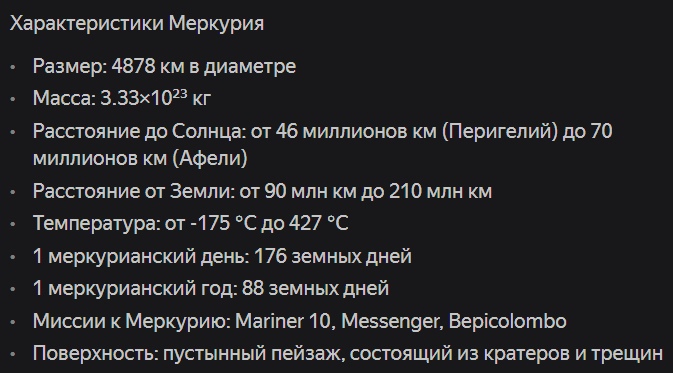 Характеристики Меркурия
• Размер: 4878 км в диаметре
• Масса: 3.33×10²³ кг
• Расстояние до Солнца: от 46 миллионов км (Перигелий) до 70
миллионов км (Афели)
• Расстояние от Земли: от 90 млн км до 210 млн км
• Температура: от -175 °C до 427 °C
• 1 меркурианский день: 176 земных дней
• 1 меркурианский год: 88 земных дней
• Миссии к Меркурию: Mariner 10, Messenger, Bepicolombo
• Поверхность: пустынный пейзаж, состоящий из кратеров и трещин